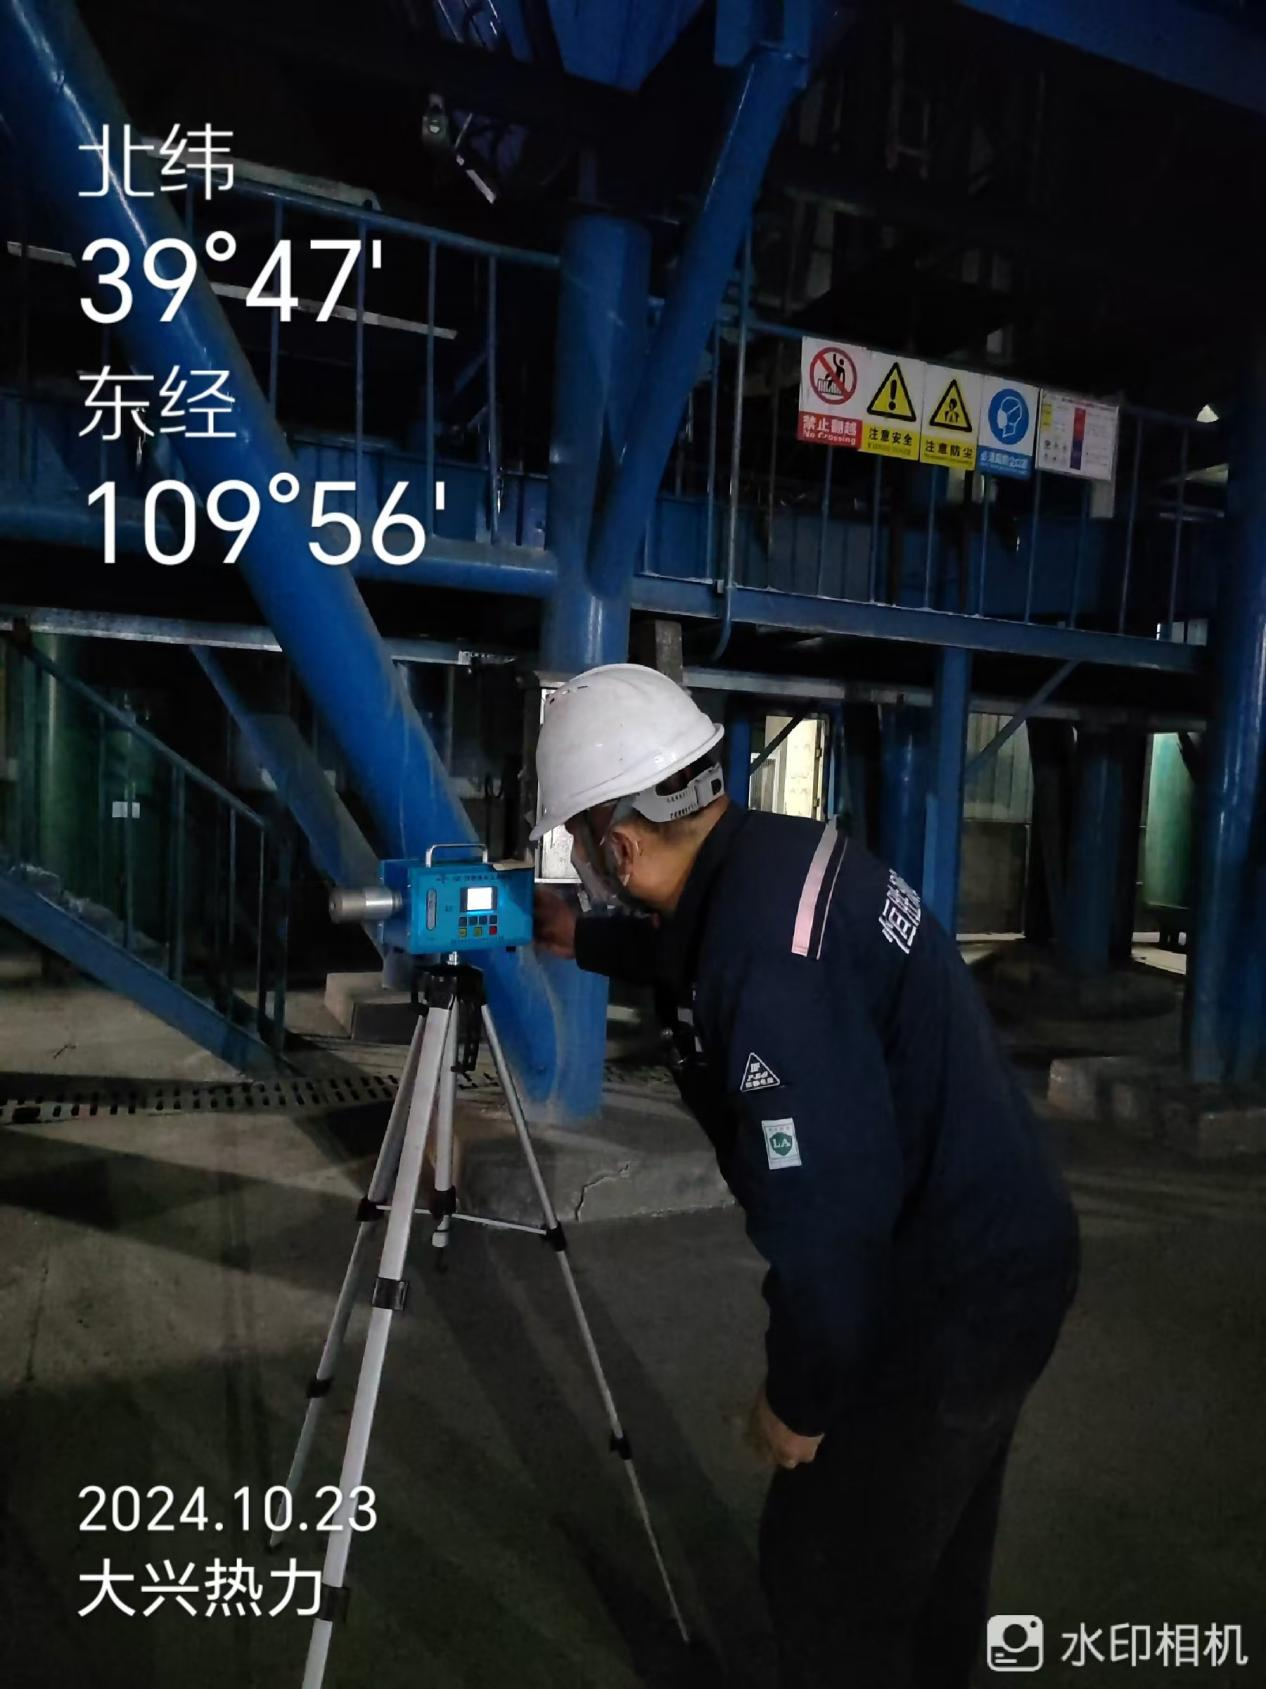 北纬
39°47'
东经
109°56'
禁止翻越
No Crossing
注意安全
注意防尘
LA
2024.10.23
大兴热力
水印相机